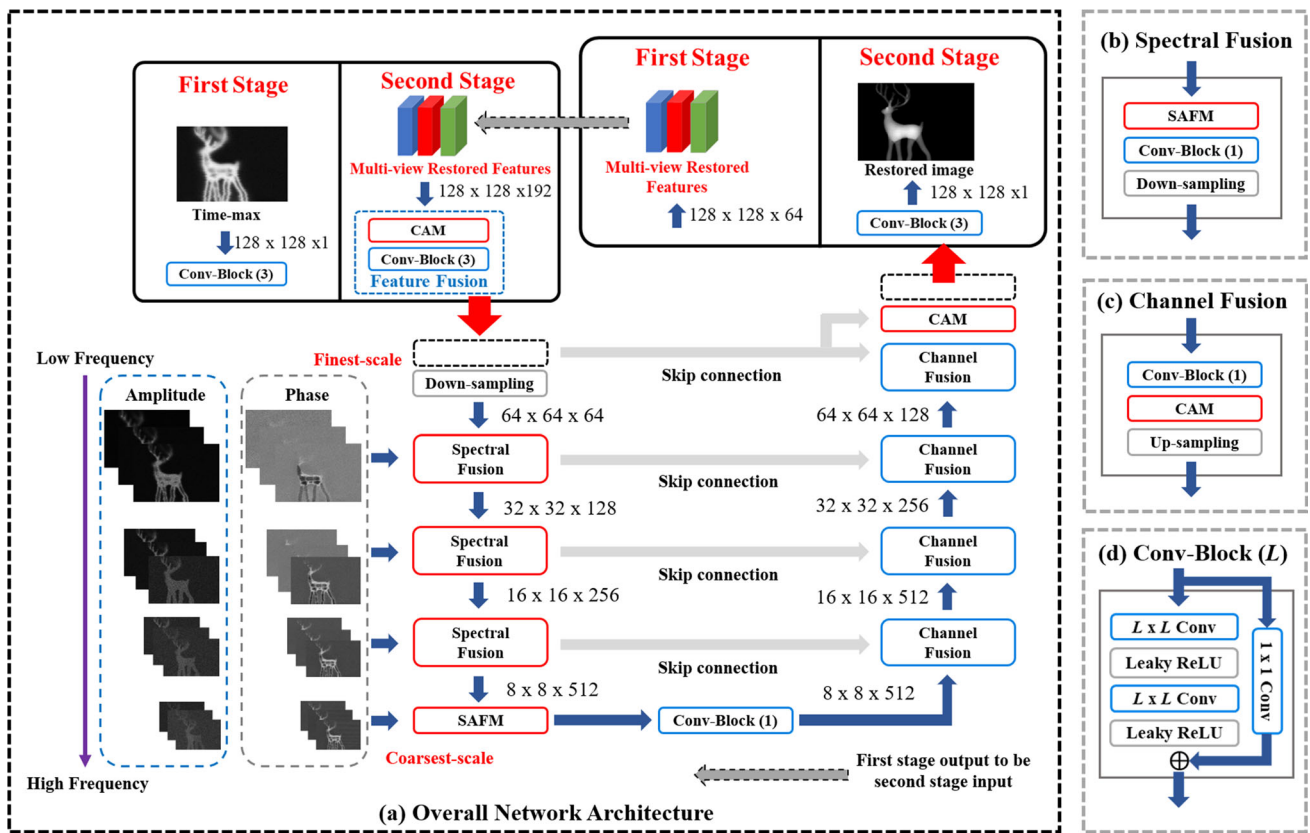 First Stage
Time-max
128 x 128 x1
Conv-Block (3)
Second Stage
Multi-view Restored Features
128 x 128 x192
CAM
Conv-Block (3)
Feature Fusion
First Stage
Multi-view Restored
Features
128 x 128 x 64
Second Stage
Restored image
128 x 128 x1
Conv-Block (3)
Low Frequency
High Frequency
Amplitude
Phase
Finest-scale
Down-sampling
64 x 64 x 64
Spectral
Fusion
32 x 32 x 128
Spectral
Fusion
16 x 16 x 256
Spectral
Fusion
8 x 8 x 512
SAFM
Coarsest-scale
Conv-Block (1)
Skip connection
Skip connection
Skip connection
Skip connection
CAM
Channel
Fusion
64 x 64 x 128
Channel
Fusion
32 x 32 x 256
Channel
Fusion
16 x 16 x 512
Channel
Fusion
8 x 8 x 512
First stage output to be
second stage input
(a) Overall Network Architecture
(b) Spectral Fusion
SAFM
Conv-Block (1)
Down-sampling
(c) Channel Fusion
Conv-Block (1)
CAM
Up-sampling
(d) Conv-Block (L)
L x L Conv
Leaky ReLU
L x L Conv
Leaky ReLU
1 x 1 Conv